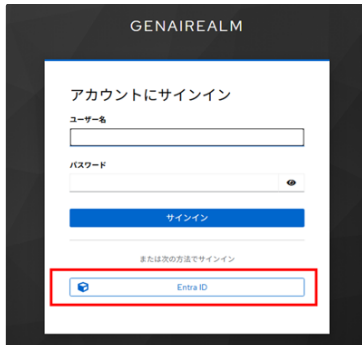 GENAIREALM
アカウントにサインイン
ユーザー名
パスワード
サインイン
または次の方法でサインイン
Entra ID